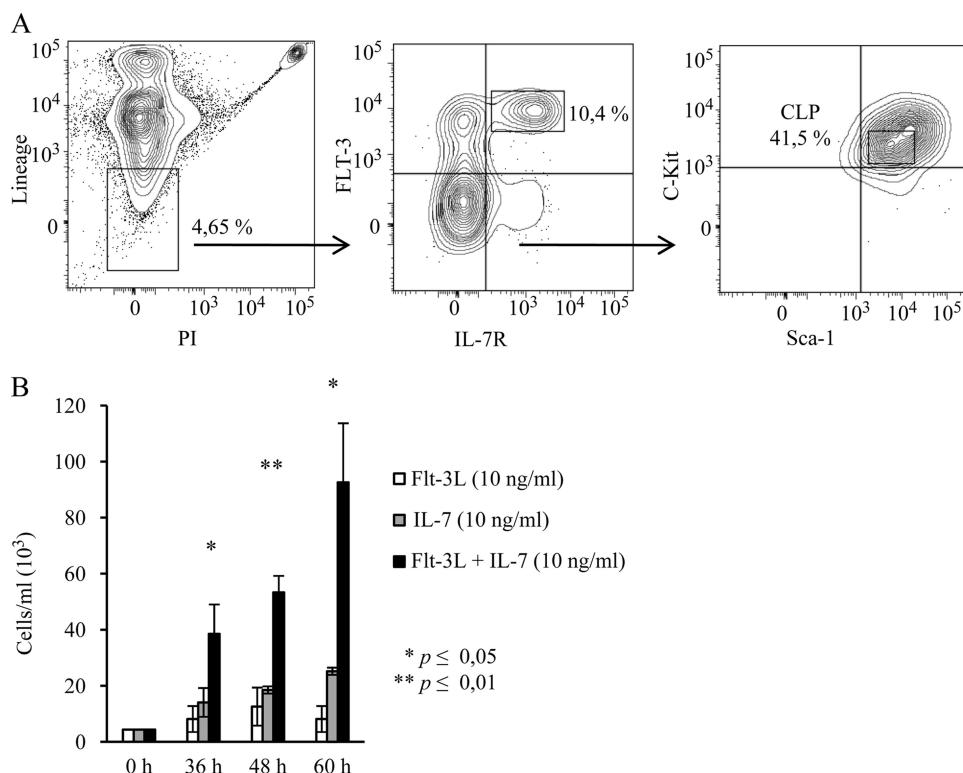 A
Lineage
10⁵
10⁴
10³
0
4,65 %
0 10³ 10⁴ 10⁵
PI
FLT-3
10⁵
10⁴
10³
0
10,4 %
0 10³ 10⁴ 10⁵
IL-7R
C-Kit
10⁵
10⁴
10³
0
CLP
41,5 %
0 10³ 10⁴ 10⁵
Sca-1
B
Cells/ml (10³)
120
100
80
60
40
20
0
*
**
*
0 h 36 h 48 h 60 h
Flt-3L (10 ng/ml)
IL-7 (10 ng/ml)
Flt-3L + IL-7 (10 ng/ml)
* p ≤ 0,05
** p ≤ 0,01